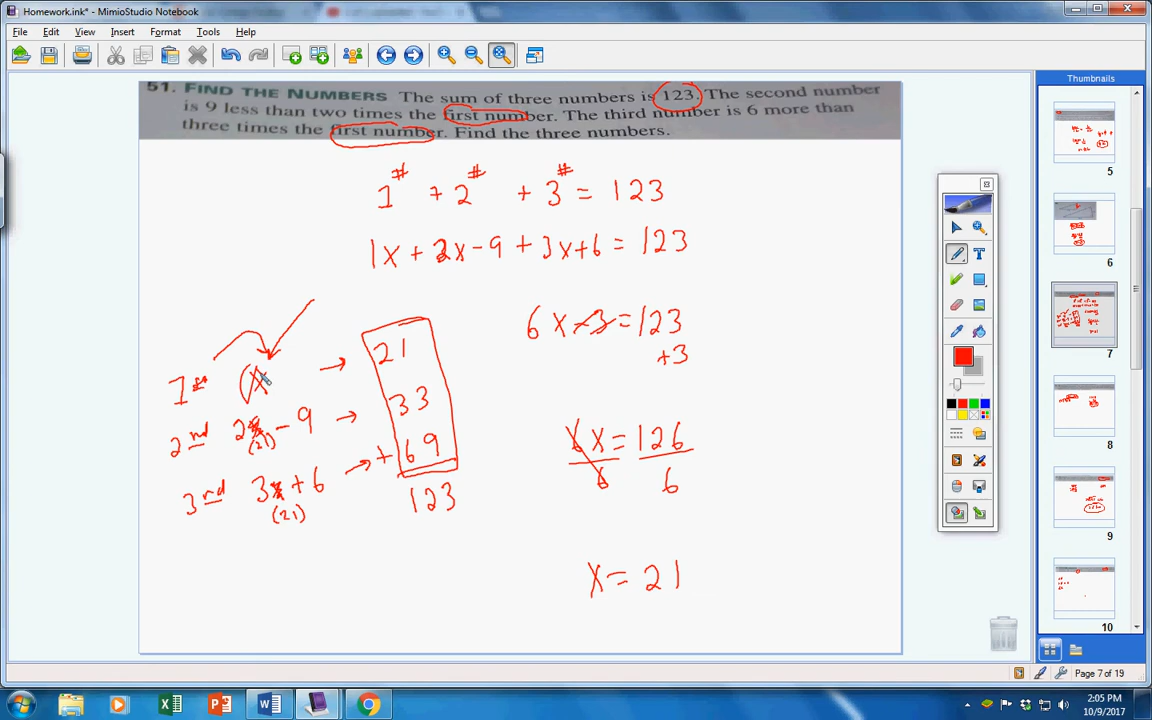 Homework.ink* - MimioStudio Notebook
File Edit View Insert Format Tools Help
51. FIND THE NUMBERS The sum of three numbers is 123. The second number
is 9 less than two times the first number. The third number is 6 more than
three times the first number. Find the three numbers.
1# + 2# + 3# = 123
1x + 2x - 9 + 3x + 6 = 123
6x - 3 = 123
+3
6x = 126
6 6
x = 21
1st (x → 21
2nd 2x - 9 → 33
(21)
3rd 3x + 6 → + 69
(21)
123
Thumbnails
5
6
7
8
9
10
T
Page 7 of 19
2:05 PM
10/9/2017